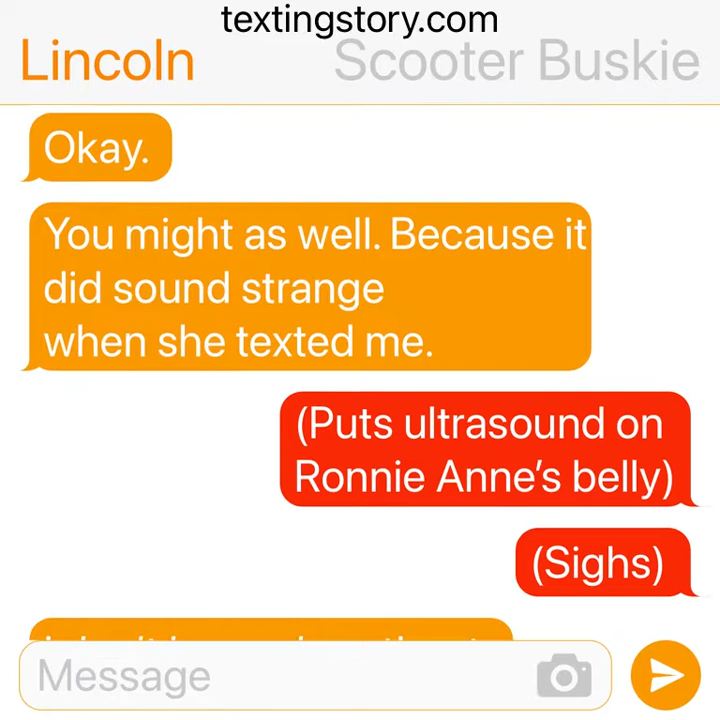 textingstory.com
Lincoln Scooter Buskie
Okay.
You might as well. Because it
did sound strange
when she texted me.
(Puts ultrasound on
Ronnie Anne's belly)
(Sighs)
Message